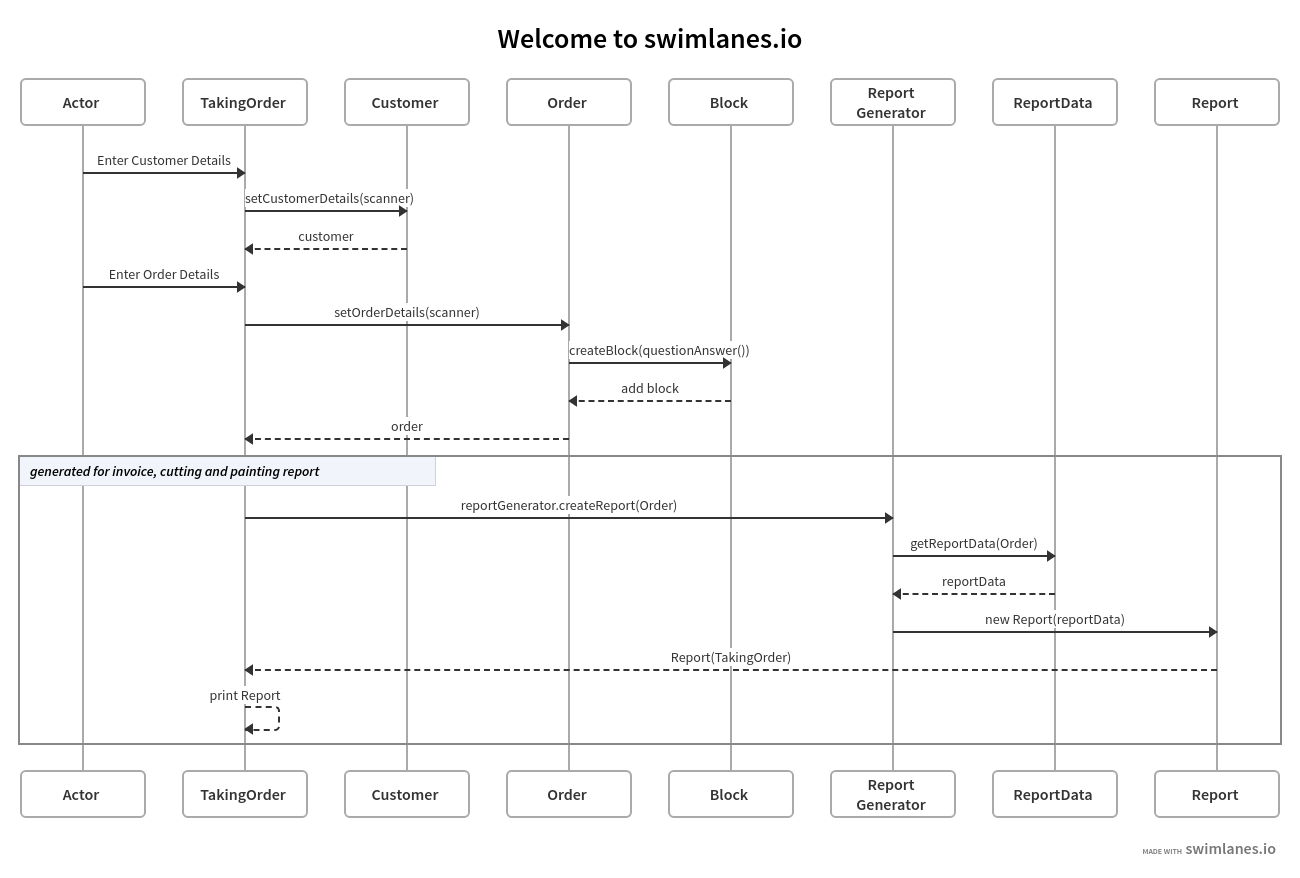 Welcome to swimlanes.io
Actor
TakingOrder
Customer
Order
Block
Report
Generator
ReportData
Report
Enter Customer Details
setCustomerDetails(scanner)
customer
Enter Order Details
setOrderDetails(scanner)
createBlock(questionAnswer())
add block
order
generated for invoice, cutting and painting report
reportGenerator.createReport(Order)
getReportData(Order)
reportData
new Report(reportData)
Report(TakingOrder)
print Report
Actor
TakingOrder
Customer
Order
Block
Report
Generator
ReportData
Report
MADE WITH swimlanes.io